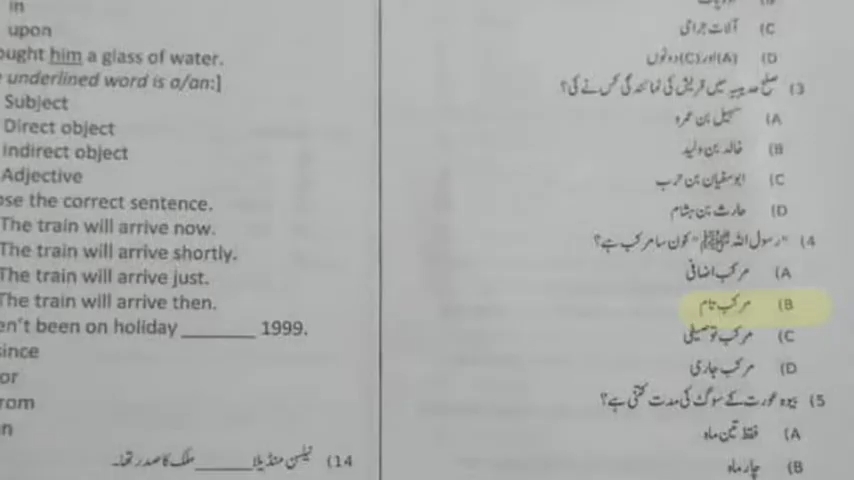 in
upon
ought him a glass of water.
underlined word is a/an:]
Subject
Direct object
Indirect object
Adjective
ose the correct sentence.
The train will arrive now.
The train will arrive shortly.
The train will arrive just.
The train will arrive then.
en't been on holiday ________ 1999.
since
or
rom
n
14) نیلسن منڈیلا ________ ملک کا صدر تھا۔
C) آلات جراحی
D) (A) اور (C) دونوں
3) صلح حدیبیہ میں قریش کی نمائندگی کس نے کی؟
A) سہیل بن عمرہ
B) خالد بن ولید
C) ابوسفیان بن حرب
D) حارث بن ہشام
4) "رسول اللہ ﷺ" کون سا مرکب ہے؟
A) مرکب اضافی
B) مرکب تام
C) مرکب توصیفی
D) مرکب جاری
5) بیوہ عورت کے سوگ کی مدت کتنی ہے؟
A) فقط تین ماہ
B) چار ماہ